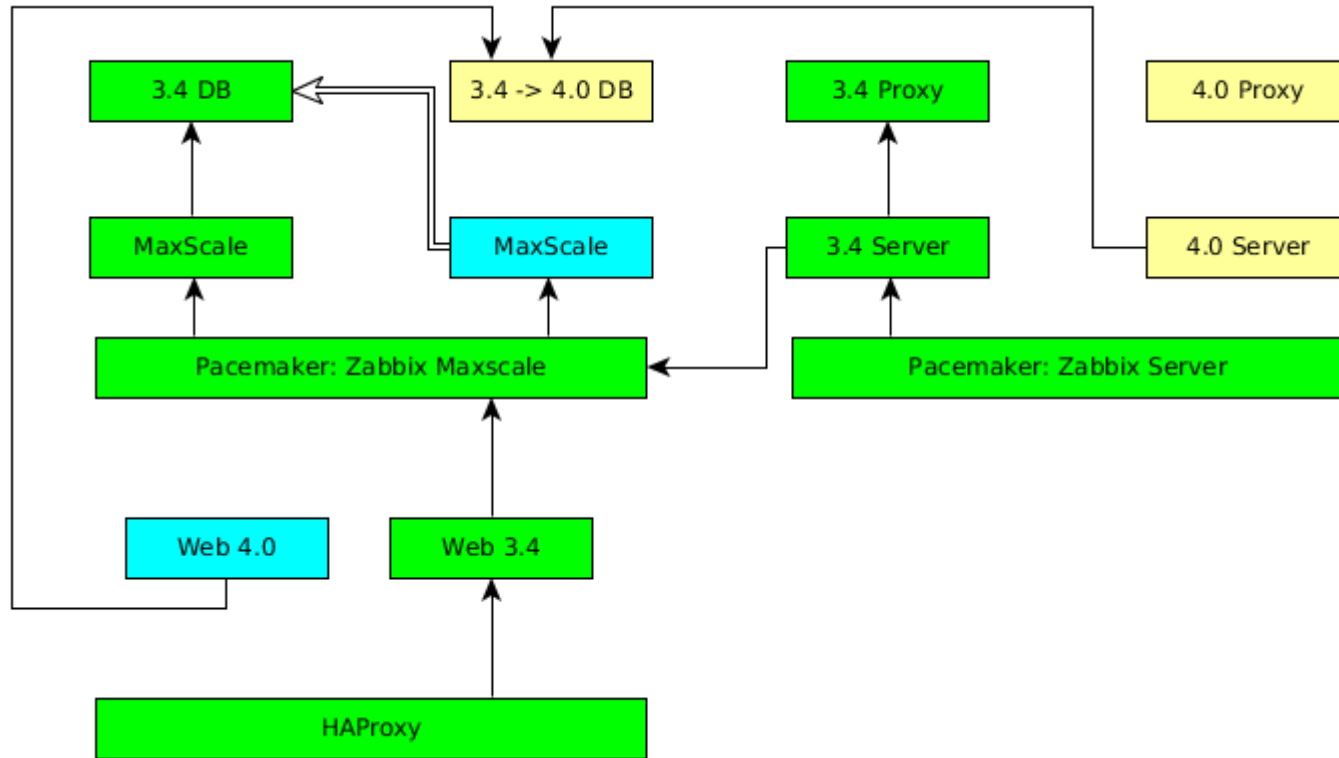 3.4 DB
3.4 -> 4.0 DB
3.4 Proxy
4.0 Proxy
MaxScale
MaxScale
3.4 Server
4.0 Server
Pacemaker: Zabbix Maxscale
Pacemaker: Zabbix Server
Web 4.0
Web 3.4
HAProxy